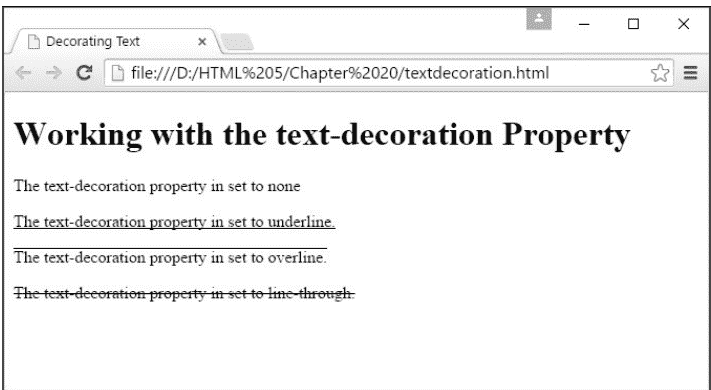 Decorating Text
file:///D:/HTML%205/Chapter%2020/textdecoration.html
Working with the text-decoration Property
The text-decoration property in set to none
The text-decoration property in set to underline.
The text-decoration property in set to overline.
The text-decoration property in set to line-through.